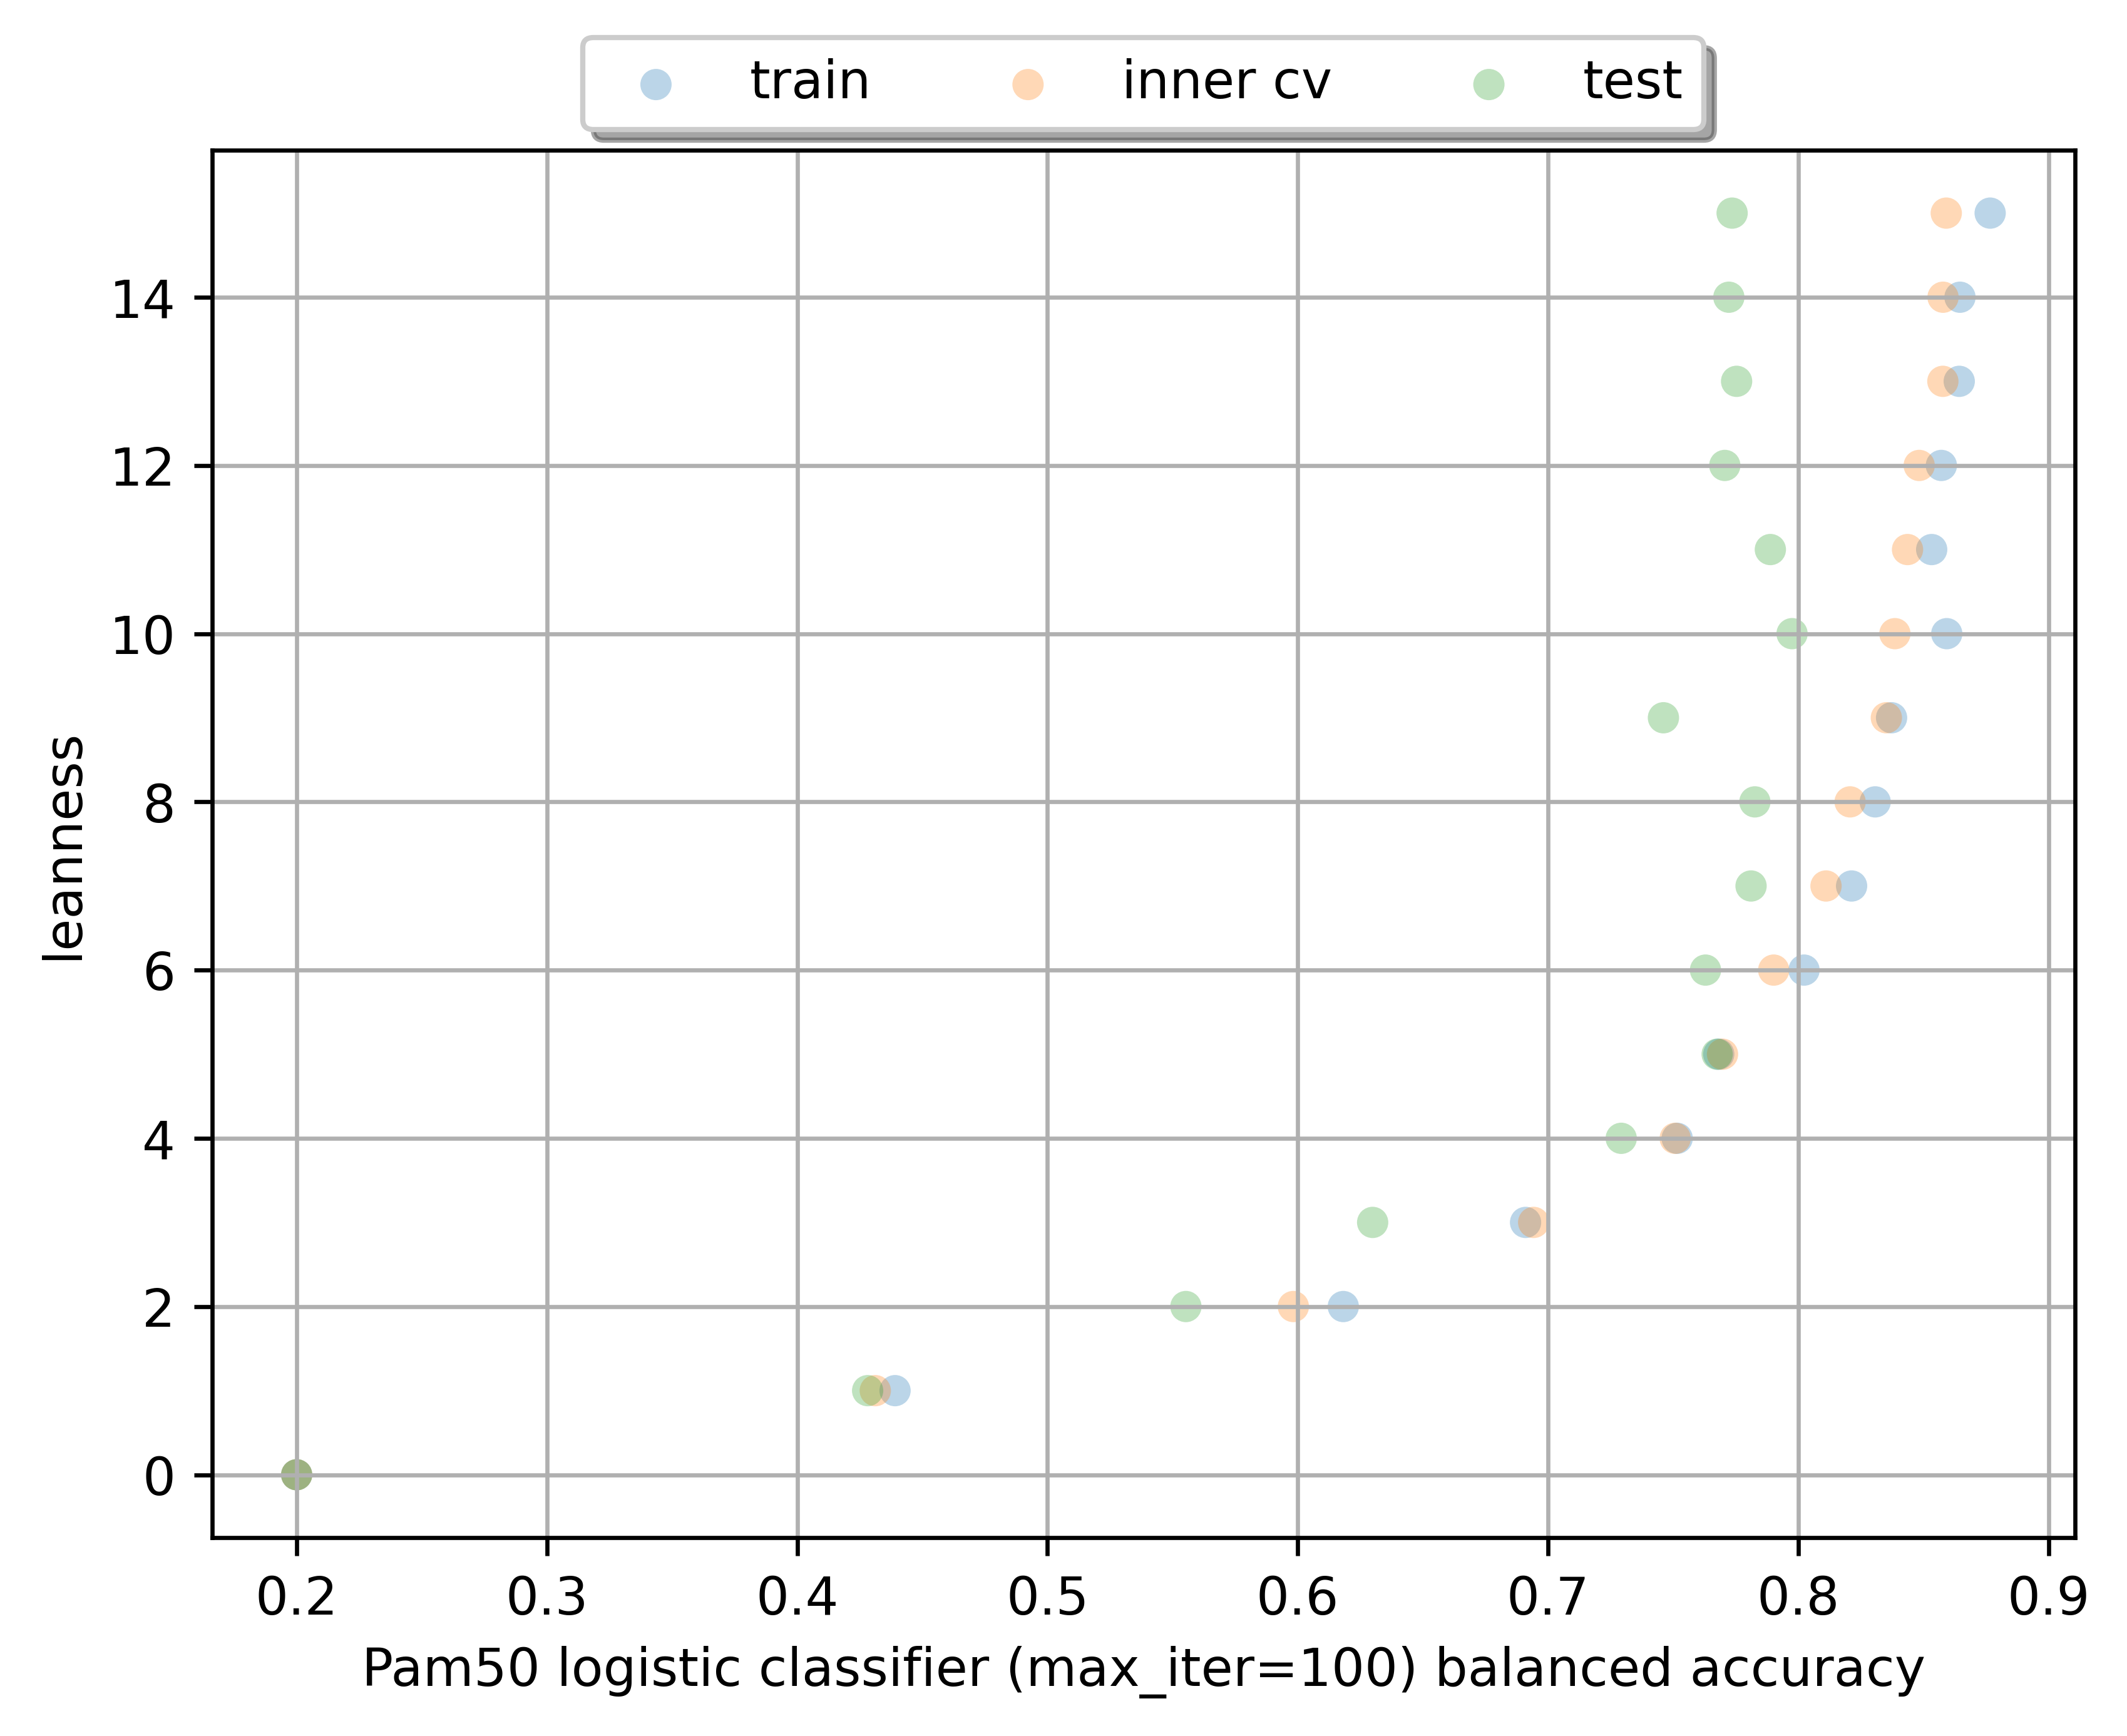 train inner cv test
14
12
10
8
6
4
2
0
leanness
0.2 0.3 0.4 0.5 0.6 0.7 0.8 0.9
Pam50 logistic classifier (max_iter=100) balanced accuracy